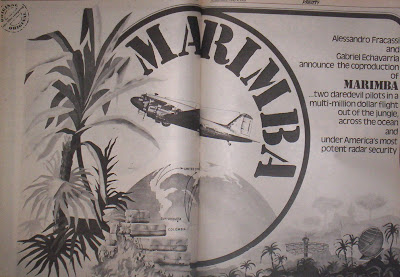 MARIMBA
Alessandro Fracassi
and
Gabriel Echavarria
announce the coproduction
of
MARIMBA
...two daredevil pilots in a
multi-million dollar flight
out of the jungle,
across the ocean
and
under America's most
potent radar security
COLOMBIA